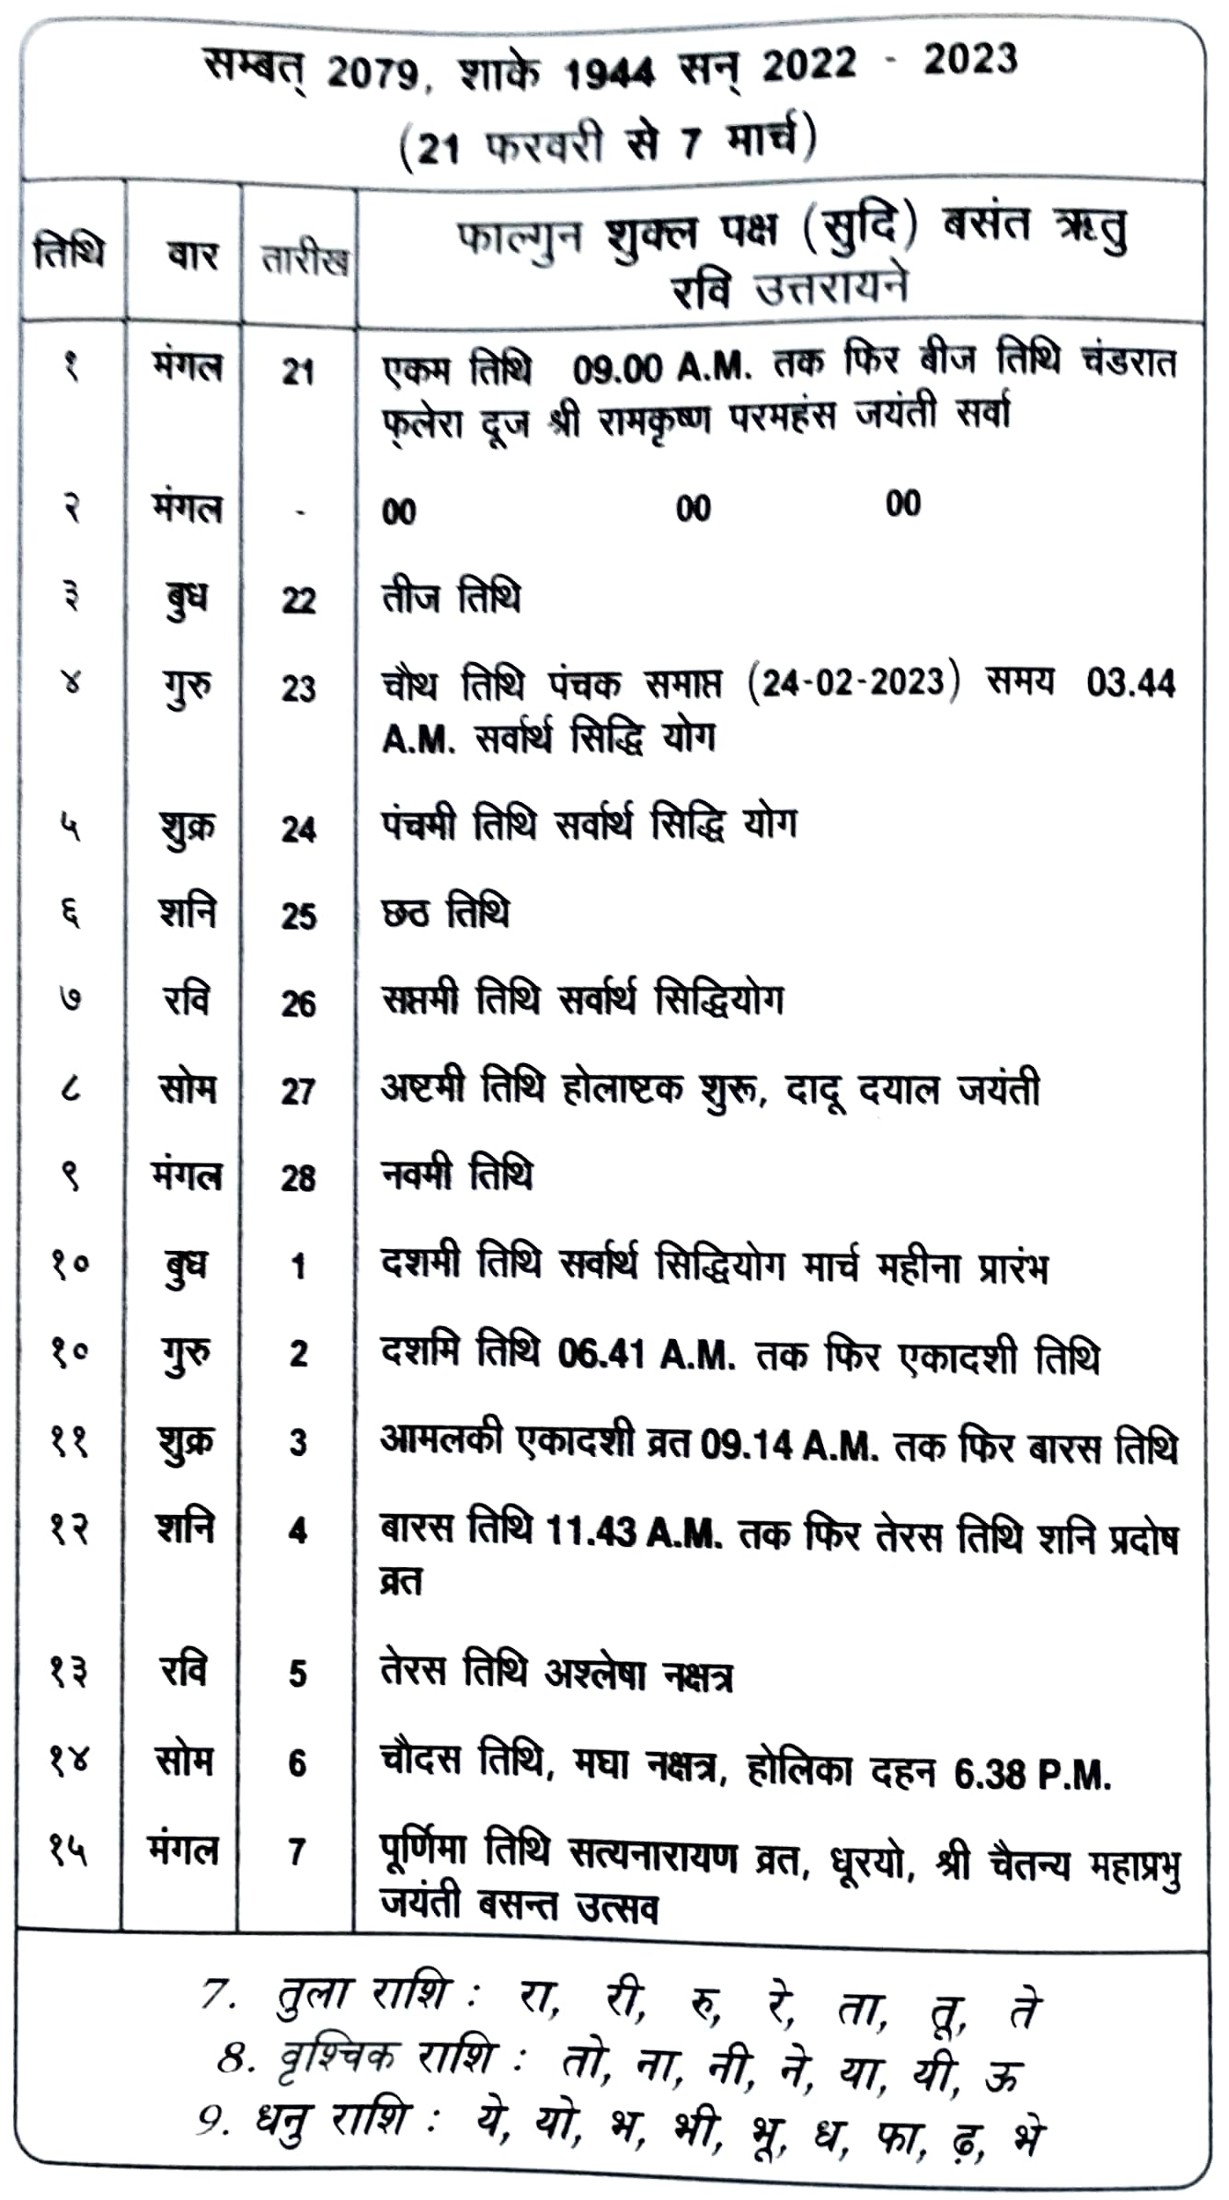 सम्बत् 2079, शाके 1944 सन् 2022 - 2023
(21 फरवरी से 7 मार्च)
तिथि वार तारीख फाल्गुन शुक्ल पक्ष (सुदि) बसंत ऋतु
रवि उत्तरायने
१ मंगल 21 एकम तिथि 09.00 A.M. तक फिर बीज तिथि चंडरात
फ्लेरा दूज श्री रामकृष्ण परमहंस जयंती सर्वा
२ मंगल - 00 00 00
३ बुध 22 तीज तिथि
४ गुरु 23 चौथ तिथि पंचक समाप्त (24-02-2023) समय 03.44
A.M. सर्वार्थ सिद्धि योग
५ शुक्र 24 पंचमी तिथि सर्वार्थ सिद्धि योग
६ शनि 25 छठ तिथि
७ रवि 26 सप्तमी तिथि सर्वार्थ सिद्धियोग
८ सोम 27 अष्टमी तिथि होलाष्टक शुरू, दादू दयाल जयंती
९ मंगल 28 नवमी तिथि
१० बुध 1 दशमी तिथि सर्वार्थ सिद्धियोग मार्च महीना प्रारंभ
१० गुरु 2 दशमि तिथि 06.41 A.M. तक फिर एकादशी तिथि
११ शुक्र 3 आमलकी एकादशी व्रत 09.14 A.M. तक फिर बारस तिथि
१२ शनि 4 बारस तिथि 11.43 A.M. तक फिर तेरस तिथि शनि प्रदोष
व्रत
१३ रवि 5 तेरस तिथि अश्लेषा नक्षत्र
१४ सोम 6 चौदस तिथि, मघा नक्षत्र, होलिका दहन 6.38 P.M.
१५ मंगल 7 पूर्णिमा तिथि सत्यनारायण व्रत, धूरयो, श्री चैतन्य महाप्रभु
जयंती बसन्त उत्सव
7. तुला राशि : रा, री, रु, रे, ता, तू, ते
8. वृश्चिक राशि : तो, ना, नी, ने, या, यी, ऊ
9. धनु राशि : ये, यो, भ, भी, भू, ध, फा, ढ़, भे